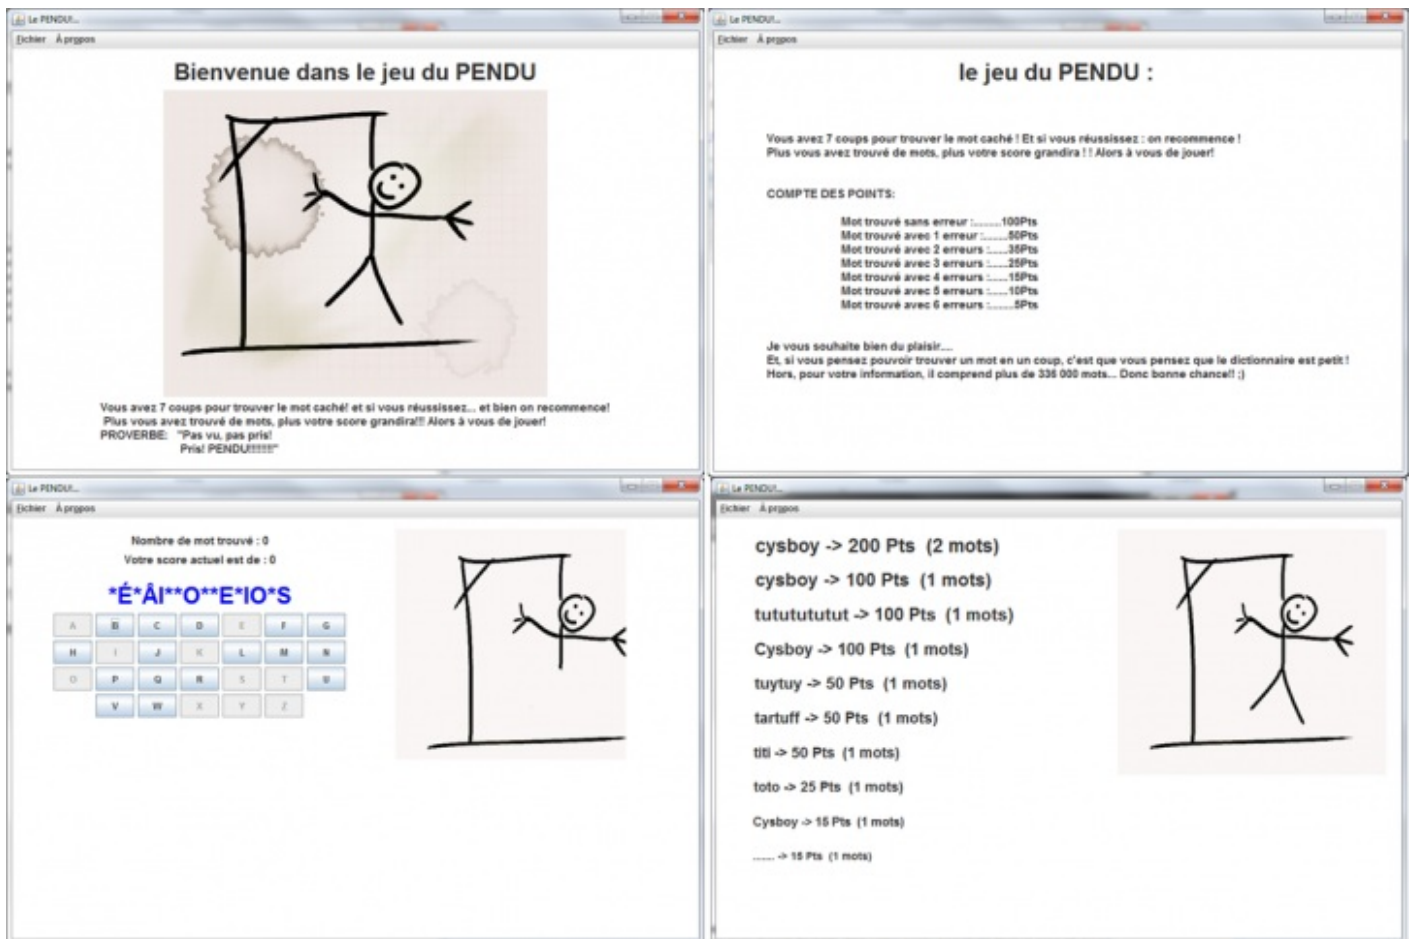 Le PENDU!...
Fichier À propos
Bienvenue dans le jeu du PENDU
Vous avez 7 coups pour trouver le mot caché! et si vous réussissez... et bien on recommence!
Plus vous avez trouvé de mots, plus votre score grandira!!! Alors à vous de jouer!
PROVERBE: "Pas vu, pas pris!
Pris! PENDU!!!!!!!!"
Le PENDU!...
Fichier À propos
le jeu du PENDU :
Vous avez 7 coups pour trouver le mot caché ! Et si vous réussissez : on recommence !
Plus vous avez trouvé de mots, plus votre score grandira ! ! Alors à vous de jouer!
COMPTE DES POINTS:
Mot trouvé sans erreur :.........100Pts
Mot trouvé avec 1 erreur :........50Pts
Mot trouvé avec 2 erreurs :......35Pts
Mot trouvé avec 3 erreurs :......25Pts
Mot trouvé avec 4 erreurs :......15Pts
Mot trouvé avec 5 erreurs :......10Pts
Mot trouvé avec 6 erreurs :........5Pts
Je vous souhaite bien du plaisir....
Et, si vous pensez pouvoir trouver un mot en un coup, c'est que vous pensez que le dictionnaire est petit !
Hors, pour votre information, il comprend plus de 336 000 mots... Donc bonne chance!! ;)
Le PENDU!...
Fichier À propos
Nombre de mot trouvé : 0
Votre score actuel est de : 0
*É*ÂI**O**E*IO*S
A B C D E F G
H I J K L M N
O P Q R S T U
V W X Y Z
Le PENDU!...
Fichier À propos
cysboy -> 200 Pts (2 mots)
cysboy -> 100 Pts (1 mots)
tutututututut -> 100 Pts (1 mots)
Cysboy -> 100 Pts (1 mots)
tuytuy -> 50 Pts (1 mots)
tartuff -> 50 Pts (1 mots)
titi -> 50 Pts (1 mots)
toto -> 25 Pts (1 mots)
Cysboy -> 15 Pts (1 mots)
....... -> 15 Pts (1 mots)